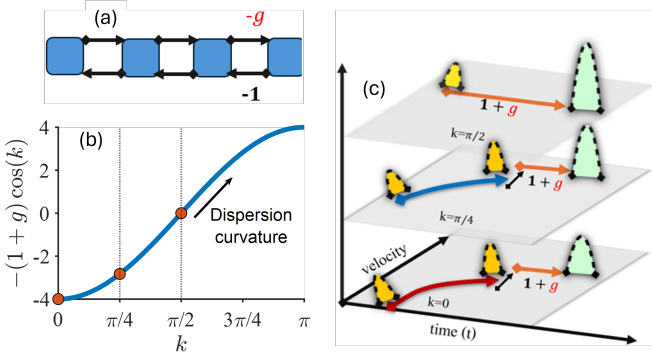 (a)
-g
-1
(b)
−(1 + g) cos(k)
4
2
0
-2
-4
Dispersion
curvature
0
π/4
π/2
3π/4
π
k
(c)
1 + g
k=π/2
1 + g
k=π/4
velocity
1 + g
k=0
time (t)